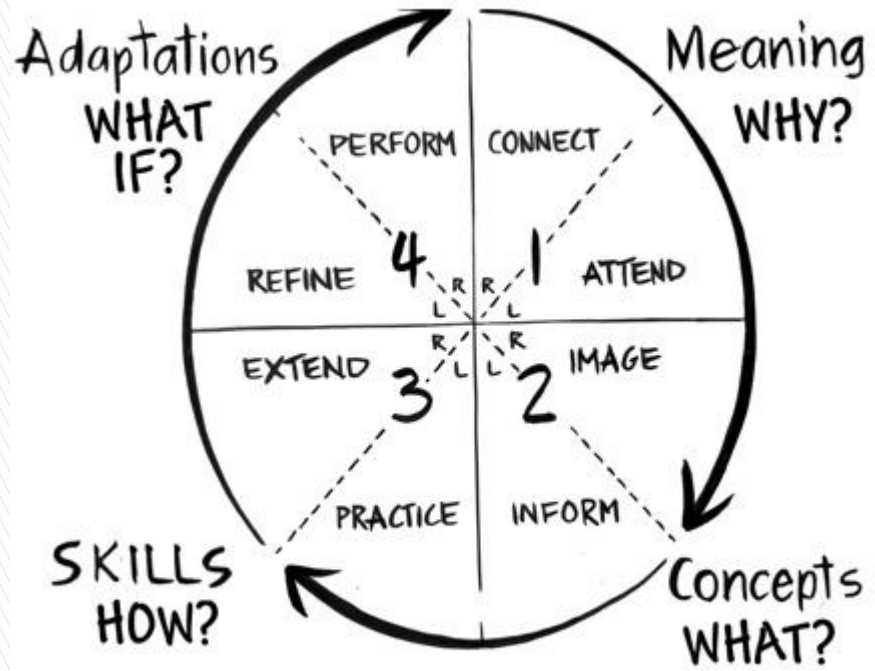 Adaptations
WHAT
IF?
Meaning
WHY?
PERFORM
CONNECT
4
1
REFINE
ATTEND
R
R
L
L
R
R
L
L
EXTEND
IMAGE
3
2
PRACTICE
INFORM
SKILLS
HOW?
Concepts
WHAT?